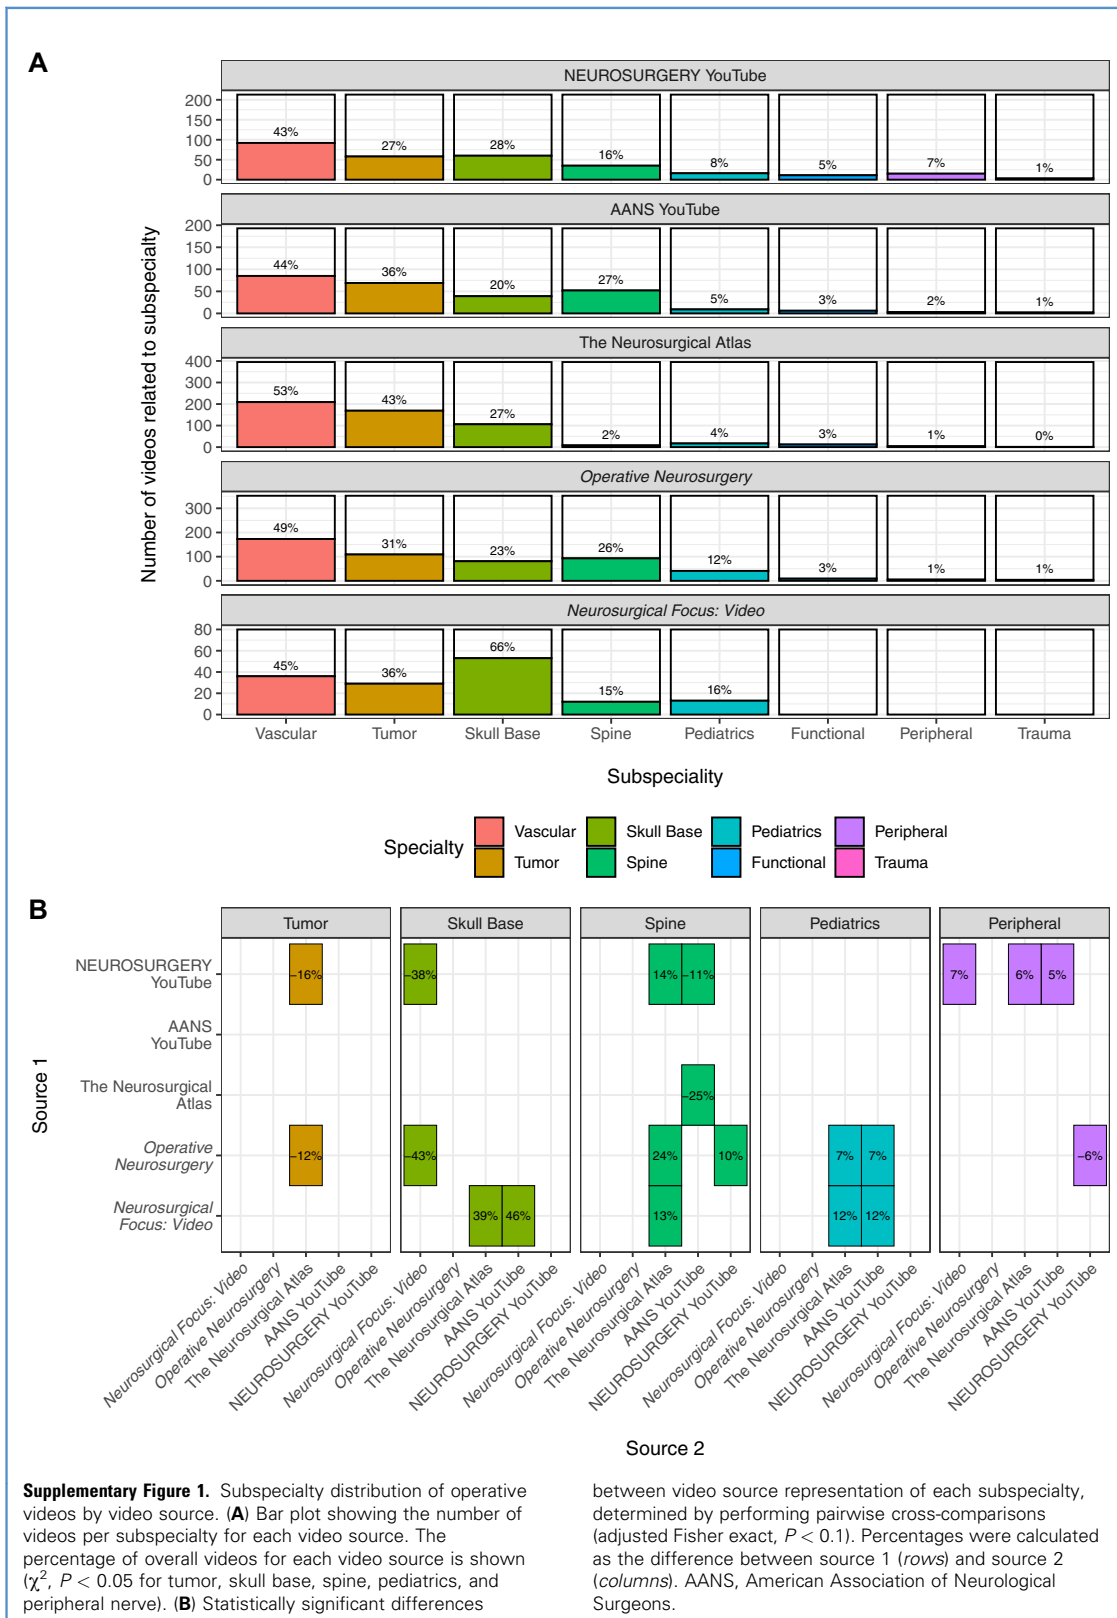 A
NEUROSURGERY YouTube
200
150
100
50
0
43%
27%
28%
16%
8%
5%
7%
1%
AANS YouTube
200
150
100
50
0
44%
36%
20%
27%
5%
3%
2%
1%
The Neurosurgical Atlas
400
300
200
100
0
53%
43%
27%
2%
4%
3%
1%
0%
Operative Neurosurgery
300
200
100
0
49%
31%
23%
26%
12%
3%
1%
1%
Neurosurgical Focus: Video
80
60
40
20
0
45%
36%
66%
15%
16%
Number of videos related to subspecialty
Vascular
Tumor
Skull Base
Spine
Pediatrics
Functional
Peripheral
Trauma
Subspeciality
Specialty
Vascular
Skull Base
Pediatrics
Peripheral
Tumor
Spine
Functional
Trauma
B
Tumor
Skull Base
Spine
Pediatrics
Peripheral
Source 1
NEUROSURGERY
YouTube
−16%
−38%
14%
−11%
7%
6%
5%
AANS
YouTube
The Neurosurgical
Atlas
−25%
Operative
Neurosurgery
−12%
−43%
24%
10%
7%
7%
−6%
Neurosurgical
Focus: Video
39%
46%
13%
12%
12%
Neurosurgical Focus: Video
Operative Neurosurgery
The Neurosurgical Atlas
AANS YouTube
NEUROSURGERY YouTube
Neurosurgical Focus: Video
Operative Neurosurgery
The Neurosurgical Atlas
AANS YouTube
NEUROSURGERY YouTube
Neurosurgical Focus: Video
Operative Neurosurgery
The Neurosurgical Atlas
AANS YouTube
NEUROSURGERY YouTube
Neurosurgical Focus: Video
Operative Neurosurgery
The Neurosurgical Atlas
AANS YouTube
NEUROSURGERY YouTube
Neurosurgical Focus: Video
Operative Neurosurgery
The Neurosurgical Atlas
AANS YouTube
NEUROSURGERY YouTube
Source 2
Supplementary Figure 1. Subspecialty distribution of operative
videos by video source. (A) Bar plot showing the number of
videos per subspecialty for each video source. The
percentage of overall videos for each video source is shown
(χ², P < 0.05 for tumor, skull base, spine, pediatrics, and
peripheral nerve). (B) Statistically significant differences
between video source representation of each subspecialty,
determined by performing pairwise cross-comparisons
(adjusted Fisher exact, P < 0.1). Percentages were calculated
as the difference between source 1 (rows) and source 2
(columns). AANS, American Association of Neurological
Surgeons.